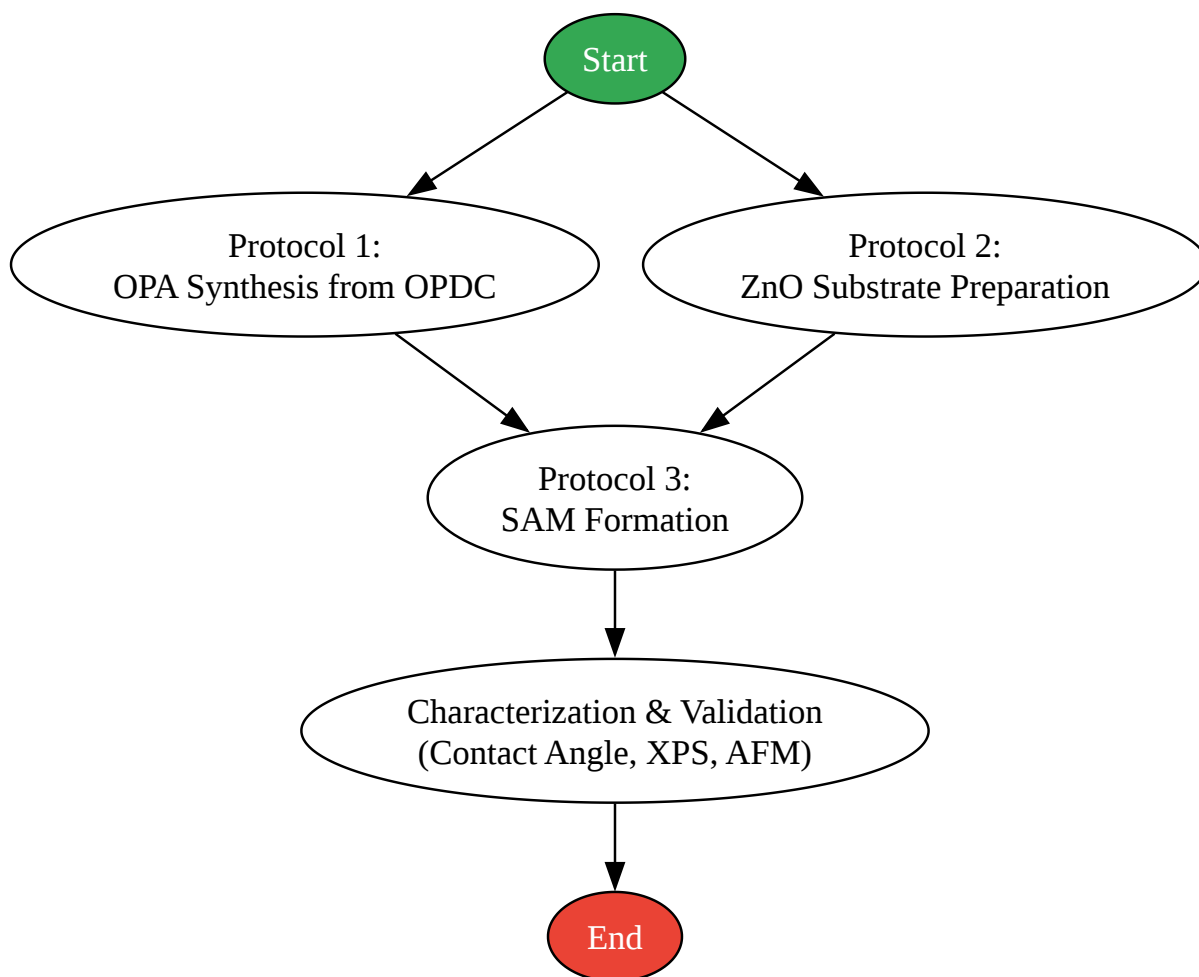 Start
Protocol 1:
OPA Synthesis from OPDC
Protocol 2:
ZnO Substrate Preparation
Protocol 3:
SAM Formation
Characterization & Validation
(Contact Angle, XPS, AFM)
End